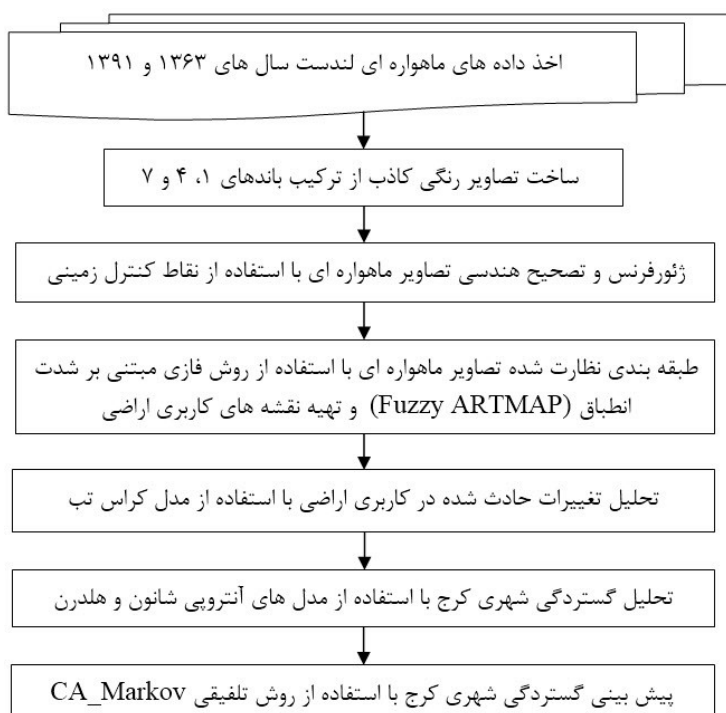 اخذ داده های ماهواره ای لندست سال های ۱۳۶۳ و ۱۳۹۱
ساخت تصاویر رنگی کاذب از ترکیب باندهای ۱، ۴ و ۷
ژئورفرنس و تصحیح هندسی تصاویر ماهواره ای با استفاده از نقاط کنترل زمینی
طبقه بندی نظارت شده تصاویر ماهواره ای با استفاده از روش فازی مبتنی بر شدت
انطباق (Fuzzy ARTMAP) و تهیه نقشه های کاربری اراضی
تحلیل تغییرات حادث شده در کاربری اراضی با استفاده از مدل کراس تب
تحلیل گستردگی شهری کرج با استفاده از مدل های آنتروپی شانون و هلدرن
پیش بینی گستردگی شهری کرج با استفاده از روش تلفیقی CA_Markov